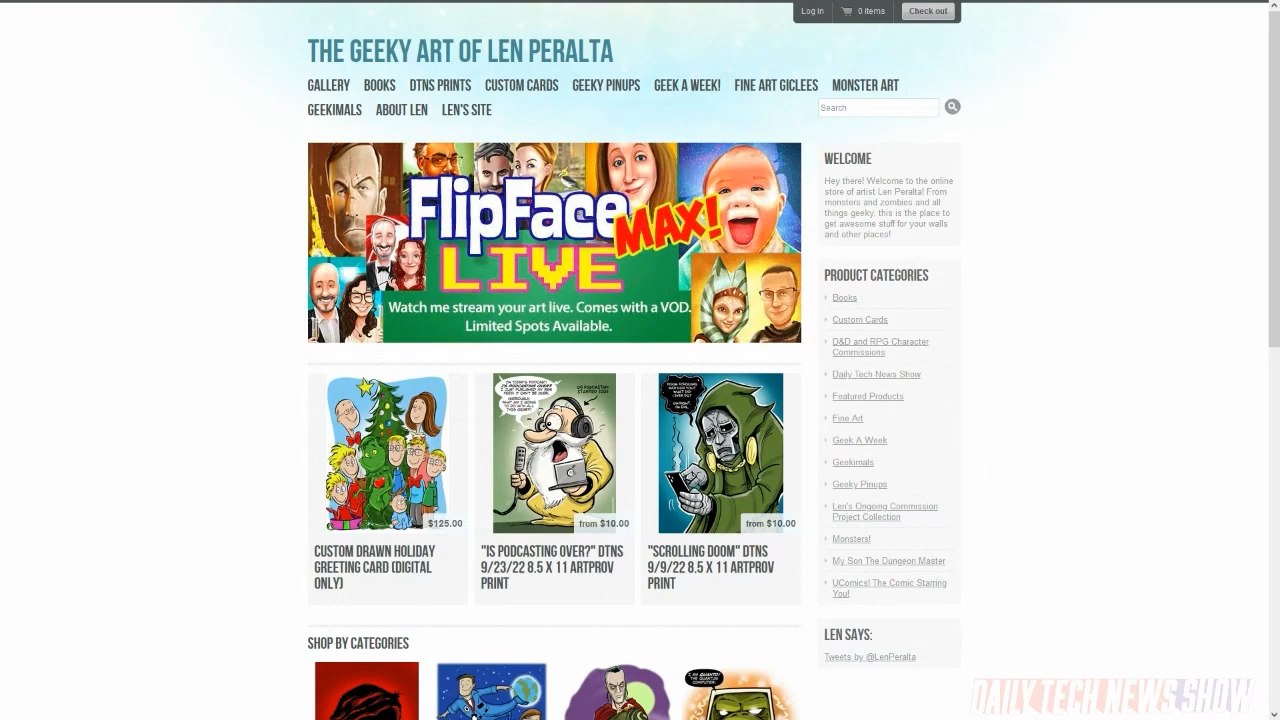 Log in
0 items
Check out
THE GEEKY ART OF LEN PERALTA
GALLERY BOOKS DTNS PRINTS CUSTOM CARDS GEEKY PINUPS GEEK A WEEK! FINE ART GICLEES MONSTER ART
GEEKIMALS ABOUT LEN LEN'S SITE
Search
FlipFace
MAX!
LIVE
Watch me stream your art live. Comes with a VOD.
Limited Spots Available.
WELCOME
Hey there! Welcome to the online
store of artist Len Peralta! From
monsters and zombies and all
things geeky, this is the place to
get awesome stuff for your walls
and other places!
PRODUCT CATEGORIES
Books
Custom Cards
D&D and RPG Character
Commissions
Daily Tech News Show
Featured Products
Fine Art
Geek A Week
Geekimals
Geeky Pinups
Len's Ongoing Commission
Project Collection
Monsters!
My Son The Dungeon Master
UComics! The Comic Starring
You!
$125.00
CUSTOM DRAWN HOLIDAY
GREETING CARD (DIGITAL
ONLY)
from $10.00
"IS PODCASTING OVER?" DTNS
9/23/22 8.5 X 11 ARTPROV
PRINT
from $10.00
"SCROLLING DOOM" DTNS
9/9/22 8.5 X 11 ARTPROV
PRINT
SHOP BY CATEGORIES
LEN SAYS:
Tweets by @LenPeralta
DAILY TECH NEWS SHOW